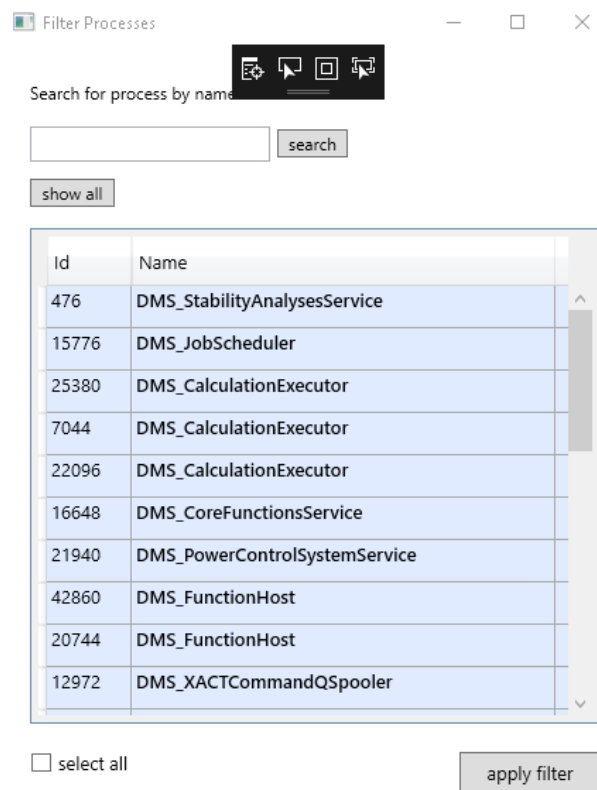 Filter Processes
Search for process by name
search
show all
Id Name
476 DMS_StabilityAnalysesService
15776 DMS_JobScheduler
25380 DMS_CalculationExecutor
7044 DMS_CalculationExecutor
22096 DMS_CalculationExecutor
16648 DMS_CoreFunctionsService
21940 DMS_PowerControlSystemService
42860 DMS_FunctionHost
20744 DMS_FunctionHost
12972 DMS_XACTCommandQSpooler
select all
apply filter